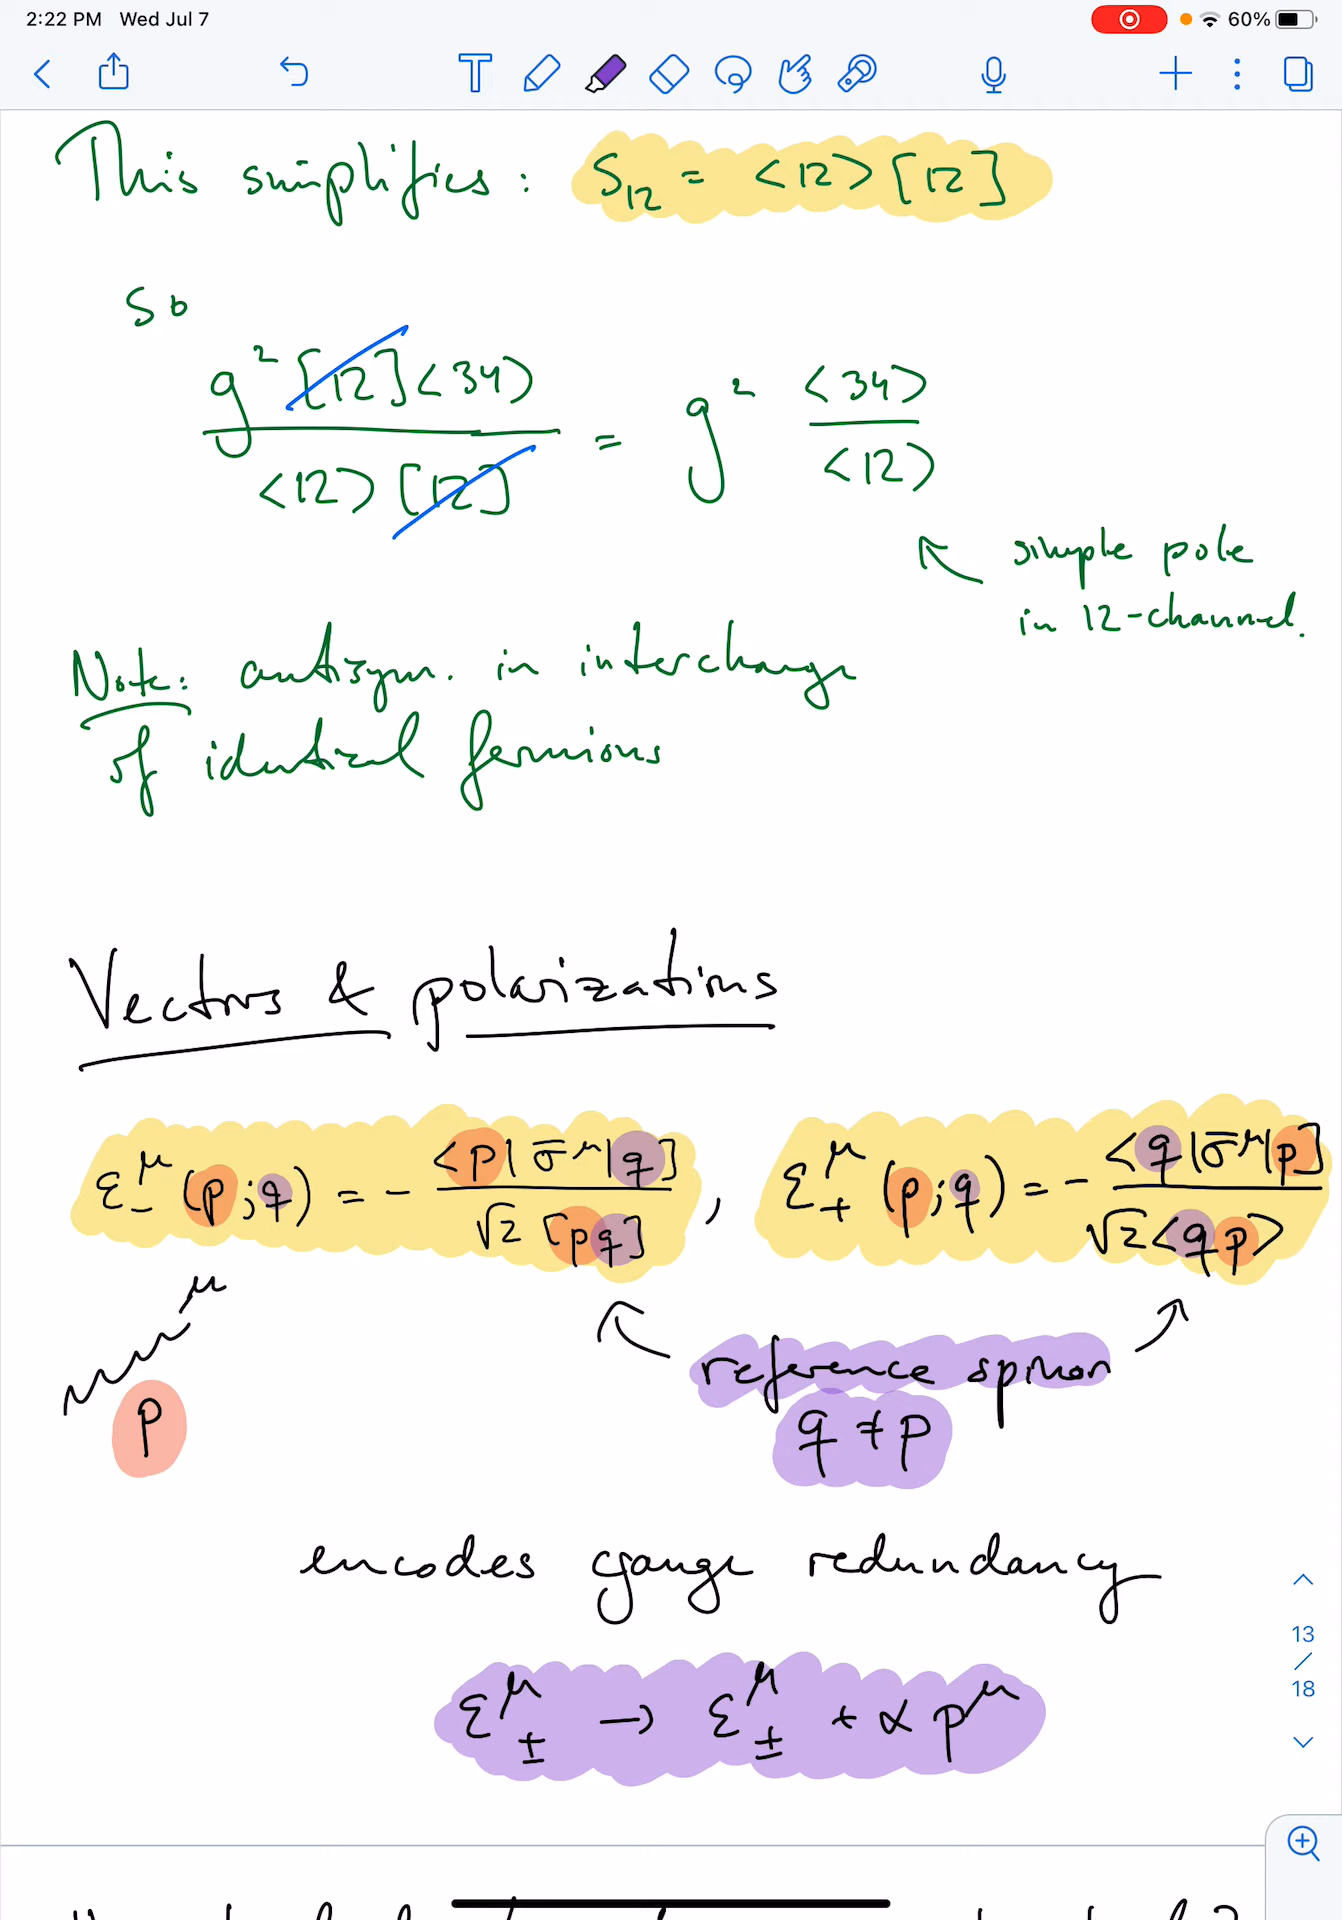 2:22 PM Wed Jul 7 60%
This simplifies: S₁₂ = <12>[12]
so
g² [12]<34> / <12>[12] = g² <34> / <12>
simple pole
in 12-channel.
Note: antisym. in interchange
of identical fermions
Vectors & polarizations
ε₋^μ (p;q) = - <p|σ̄^μ|q] / √2 [pq] , ε₊^μ (p;q) = - <q|σ̄^μ|p] / √2 <qp>
μ
p
reference spinor
q ≠ p
encodes gauge redundancy
ε^μ_± → ε^μ_± + α p^μ
13
/
18